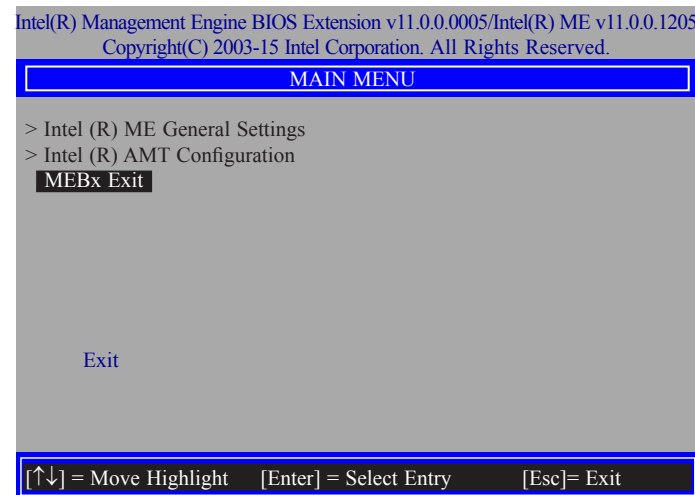 Intel(R) Management Engine BIOS Extension v11.0.0.0005/Intel(R) ME v11.0.0.1205
Copyright(C) 2003-15 Intel Corporation. All Rights Reserved.
MAIN MENU
> Intel (R) ME General Settings
> Intel (R) AMT Configuration
MEBx Exit
Exit
[↑↓] = Move Highlight [Enter] = Select Entry [Esc]= Exit